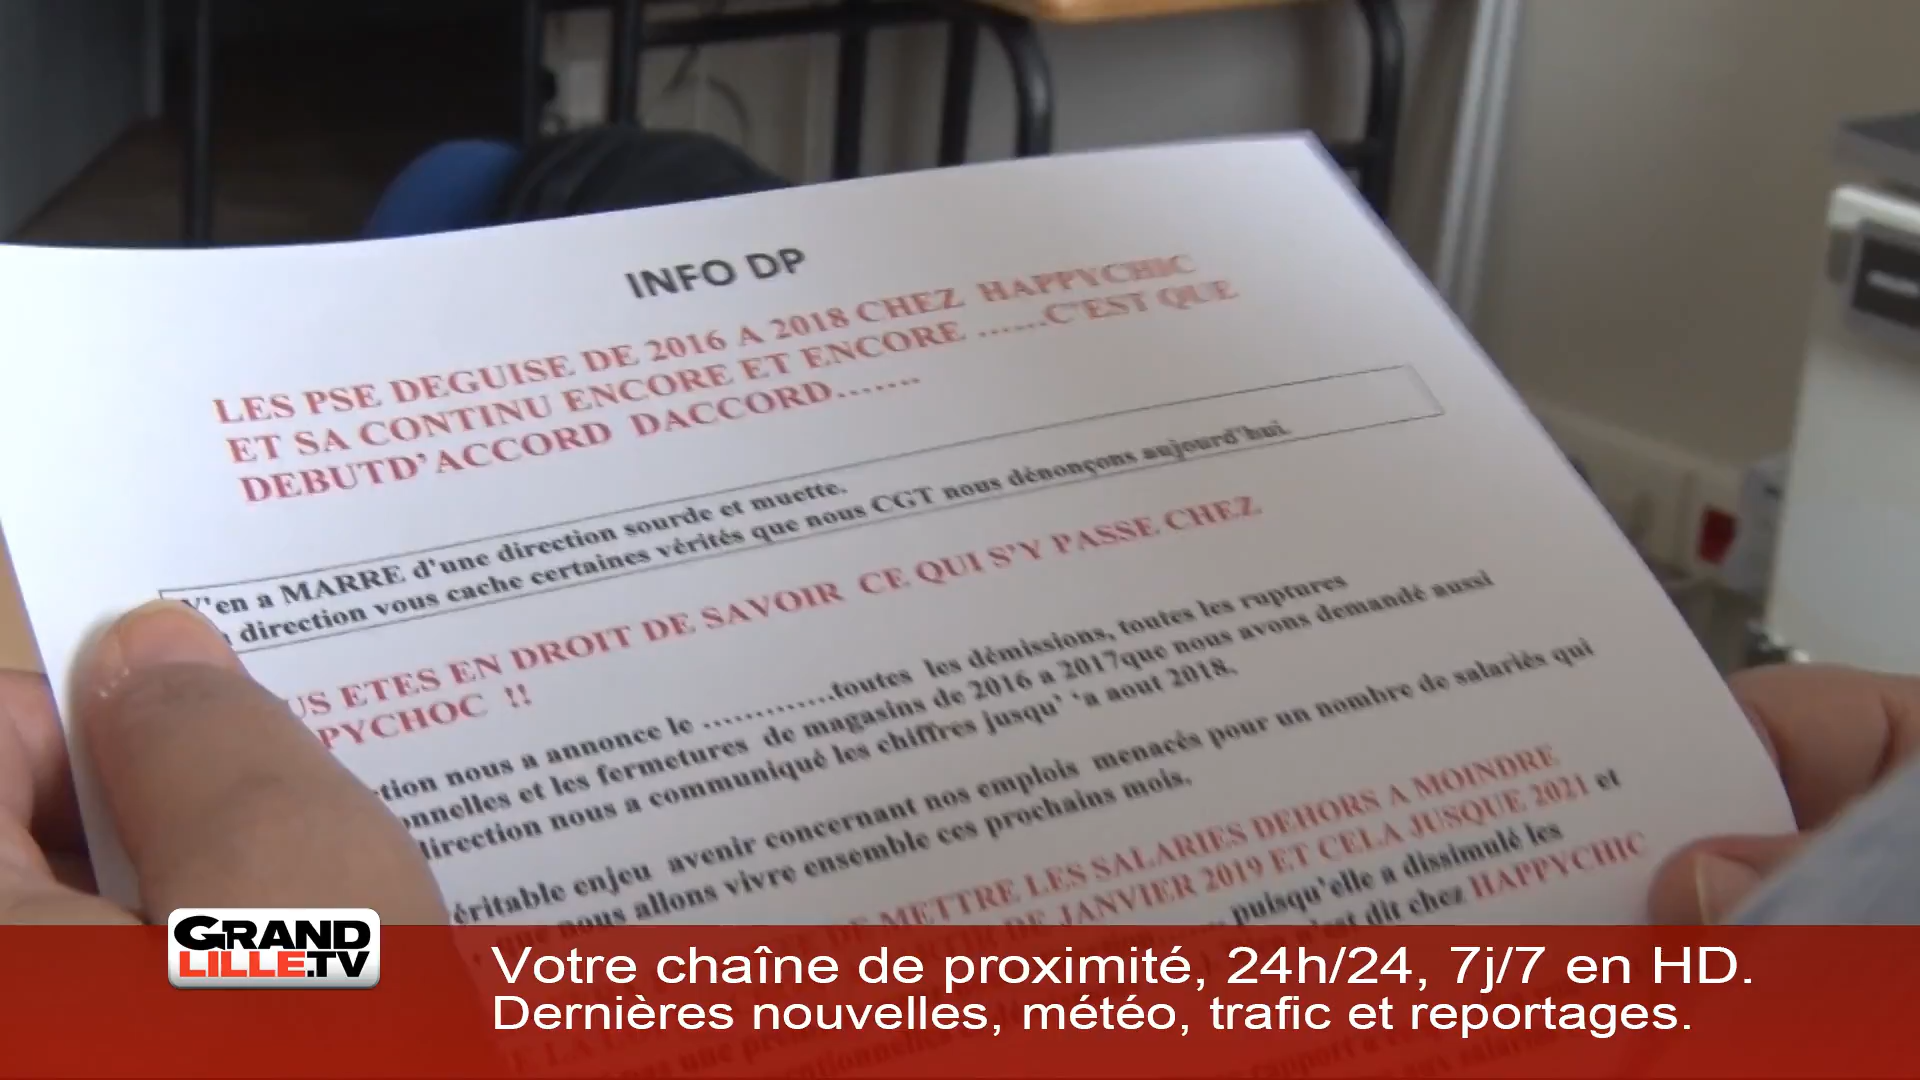 INFO DP
LES PSE DEGUISE DE 2016 A 2018 CHEZ HAPPYCHIC
ET SA CONTINU ENCORE ET ENCORE ......C'EST QUE
DEBUTD'ACCORD DACCORD.......
Y'en a MARRE d'une direction sourde et muette.
direction vous cache certaines vérités que nous CGT nous dénonçons aujourd'hui.
US ETES EN DROIT DE SAVOIR CE QUI S'Y PASSE CHEZ
PYCHOC !!
ction nous a annonce le .............toutes les démissions, toutes les ruptures
onnelles et les fermetures de magasins de 2016 a 2017que nous avons demandé aussi
direction nous a communiqué les chiffres jusqu' 'a aout 2018.
éritable enjeu avenir concernant nos emplois menacés pour un nombre de salariés qui
que nous allons vivre ensemble ces prochains mois.
DE METTRE LES SALARIES DEHORS A MOINDRE
DE JANVIER 2019 ET CELA JUSQUE 2021 et
puisqu'elle a dissimulé les
n'est dit chez HAPPYCHIC
GRAND
LILLE.TV
Votre chaîne de proximité, 24h/24, 7j/7 en HD.
Dernières nouvelles, météo, trafic et reportages.